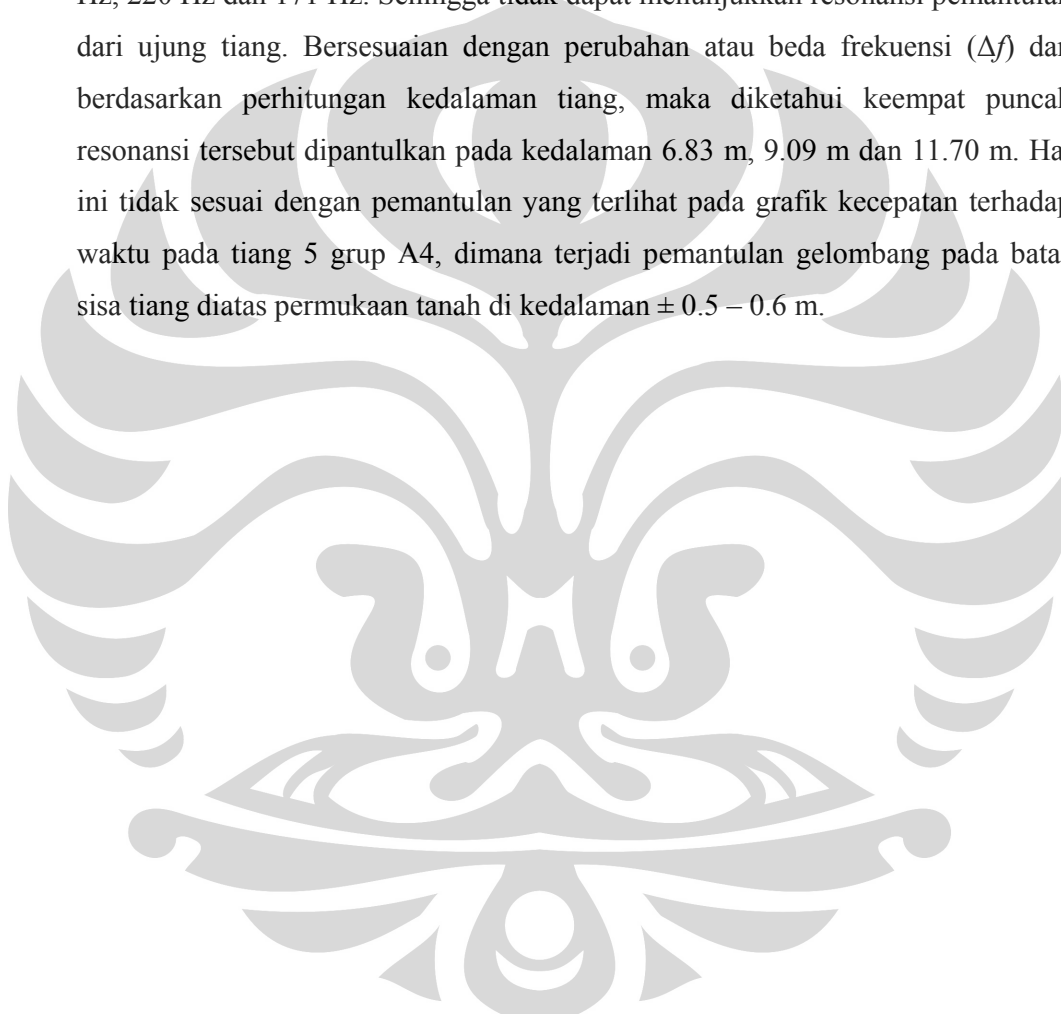 Hz, 220 Hz dan 171 Hz. Sehingga tidak dapat menunjukkan resonansi pemantulan
dari ujung tiang. Bersesuaian dengan perubahan atau beda frekuensi (Δf) dan
berdasarkan perhitungan kedalaman tiang, maka diketahui keempat puncak
resonansi tersebut dipantulkan pada kedalaman 6.83 m, 9.09 m dan 11.70 m. Hal
ini tidak sesuai dengan pemantulan yang terlihat pada grafik kecepatan terhadap
waktu pada tiang 5 grup A4, dimana terjadi pemantulan gelombang pada batas
sisa tiang diatas permukaan tanah di kedalaman ± 0.5 – 0.6 m.